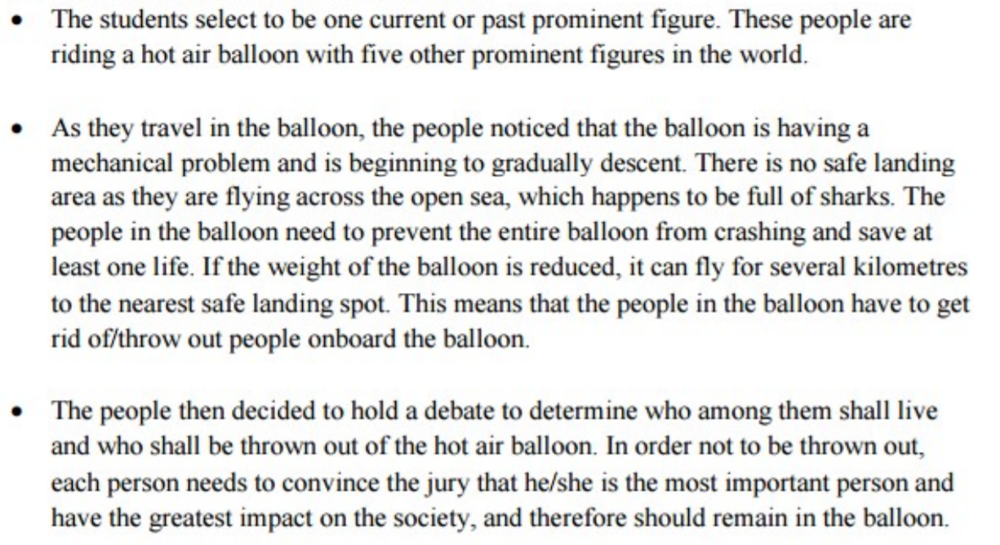 • The students select to be one current or past prominent figure. These people are
riding a hot air balloon with five other prominent figures in the world.
• As they travel in the balloon, the people noticed that the balloon is having a
mechanical problem and is beginning to gradually descent. There is no safe landing
area as they are flying across the open sea, which happens to be full of sharks. The
people in the balloon need to prevent the entire balloon from crashing and save at
least one life. If the weight of the balloon is reduced, it can fly for several kilometres
to the nearest safe landing spot. This means that the people in the balloon have to get
rid of/throw out people onboard the balloon.
• The people then decided to hold a debate to determine who among them shall live
and who shall be thrown out of the hot air balloon. In order not to be thrown out,
each person needs to convince the jury that he/she is the most important person and
have the greatest impact on the society, and therefore should remain in the balloon.